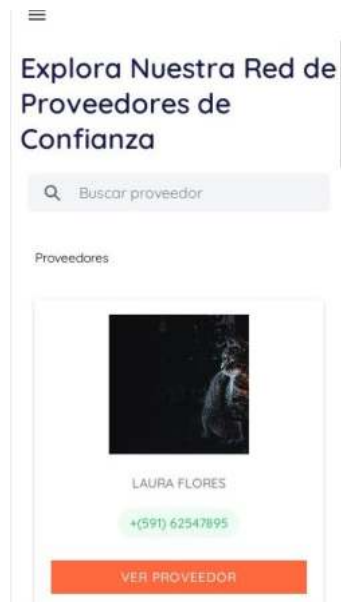 Explora Nuestra Red de
Proveedores de
Confianza
Buscar proveedor
Proveedores
LAURA FLORES
+(591) 62547895
VER PROVEEDOR